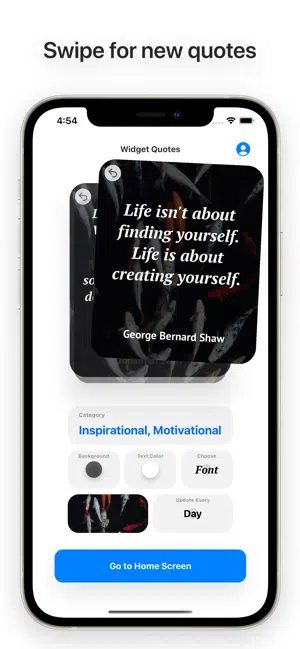 Swipe for new quotes
4:54
Widget Quotes
Life isn't about
finding yourself.
Life is about
creating yourself.
George Bernard Shaw
Category
Inspirational, Motivational
Background
Text Color
Choose
Font
Update Every
Day
Go to Home Screen